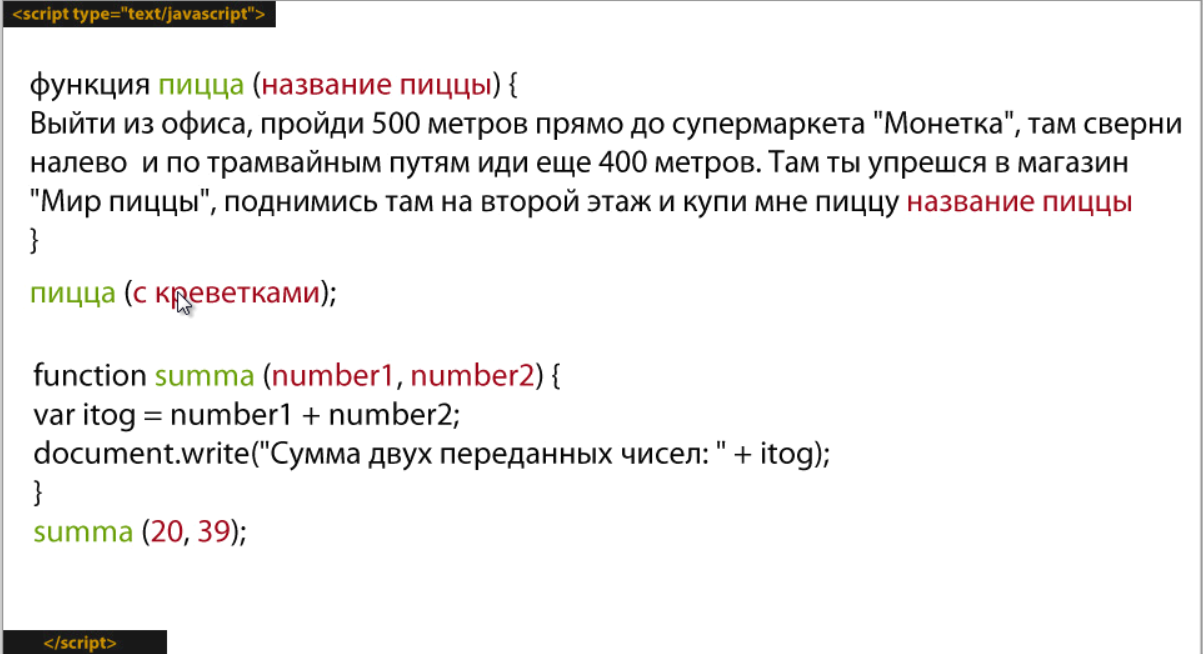 <script type="text/javascript">
функция пицца (название пиццы) {
Выйти из офиса, пройди 500 метров прямо до супермаркета "Монетка", там сверни
налево  и по трамвайным путям иди еще 400 метров. Там ты упрешся в магазин
"Мир пиццы", поднимись там на второй этаж и купи мне пиццу название пиццы
}
пицца (с креветками);
function summa (number1, number2) {
var itog = number1 + number2;
document.write("Сумма двух переданных чисел: " + itog);
}
summa (20, 39);
</script>